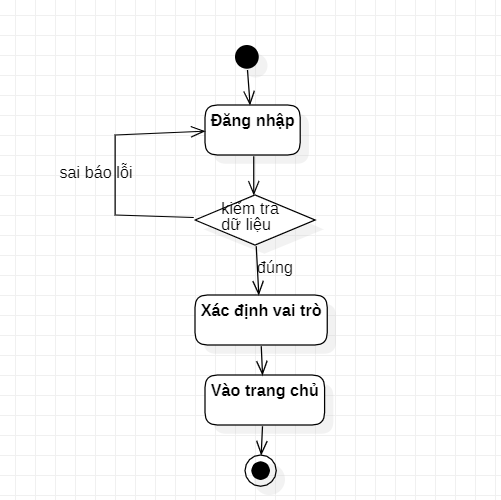 Đăng nhập
sai báo lỗi
kiểm tra
dữ liệu
đúng
Xác định vai trò
Vào trang chủ